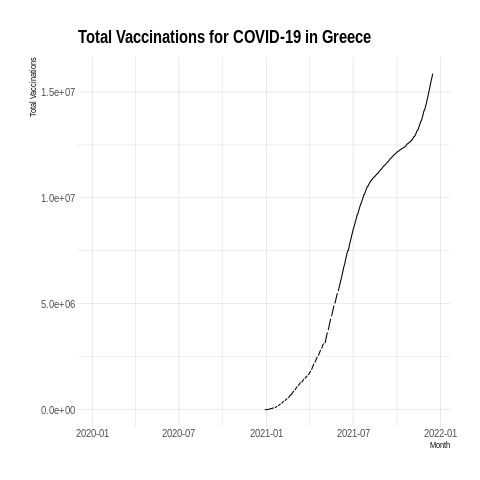 Total Vaccinations for COVID-19 in Greece
Total Vaccinations
1.5e+07
1.0e+07
5.0e+06
0.0e+00
2020-01 2020-07 2021-01 2021-07 2022-01
Month